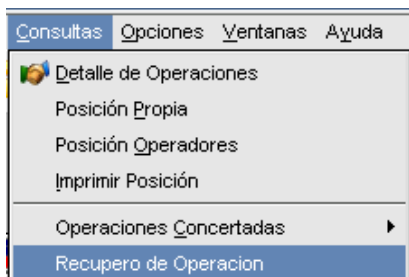 Consultas Opciones Ventanas Ayuda
Detalle de Operaciones
Posición Propia
Posición Operadores
Imprimir Posición
Operaciones Concertadas
Recupero de Operacion